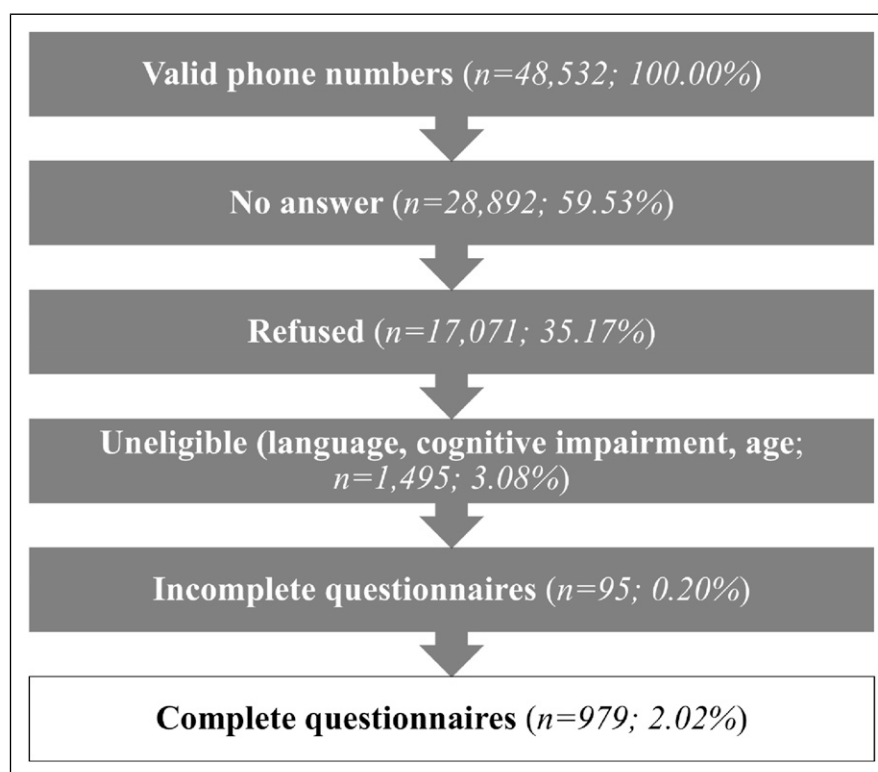 Valid phone numbers (n=48,532; 100.00%)
No answer (n=28,892; 59.53%)
Refused (n=17,071; 35.17%)
Uneligible (language, cognitive impairment, age;
n=1,495; 3.08%)
Incomplete questionnaires (n=95; 0.20%)
Complete questionnaires (n=979; 2.02%)